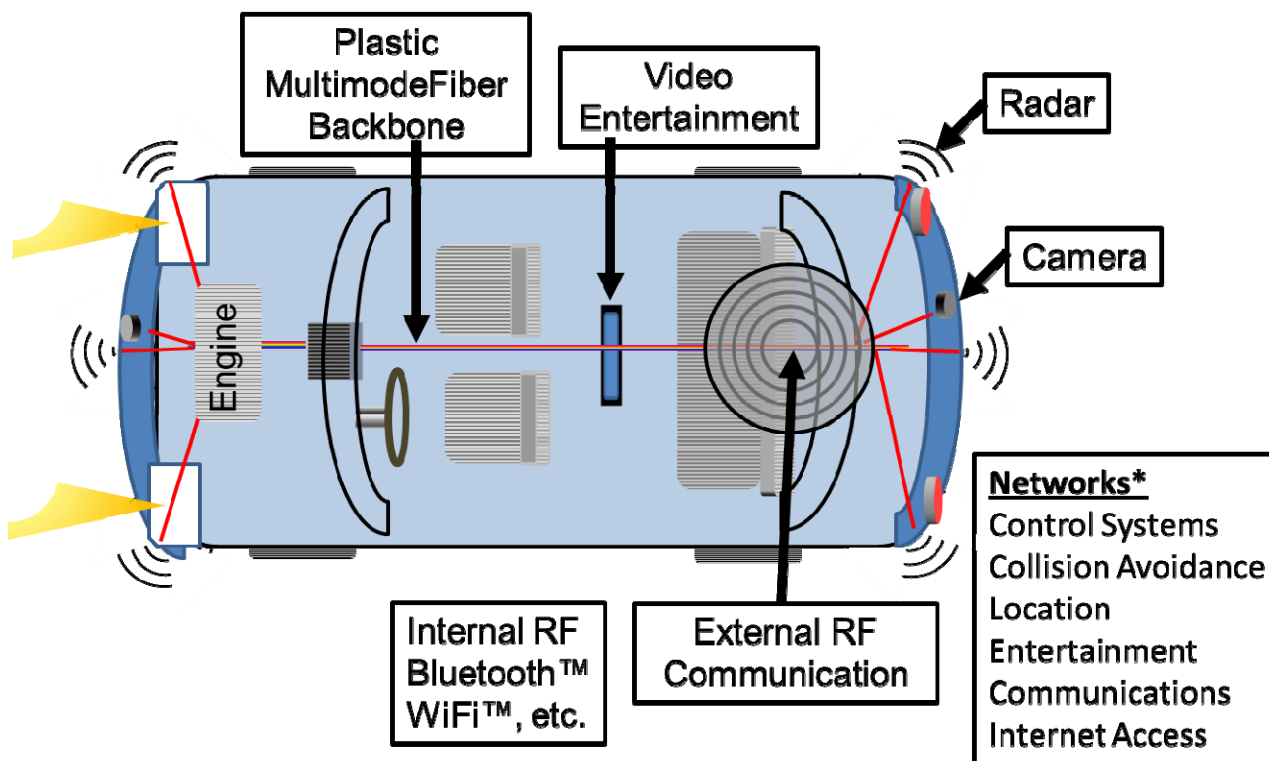 Plastic
MultimodeFiber
Backbone
Video
Entertainment
Radar
Camera
Engine
Internal RF
Bluetooth™
WiFi™, etc.
External RF
Communication
Networks*
Control Systems
Collision Avoidance
Location
Entertainment
Communications
Internet Access